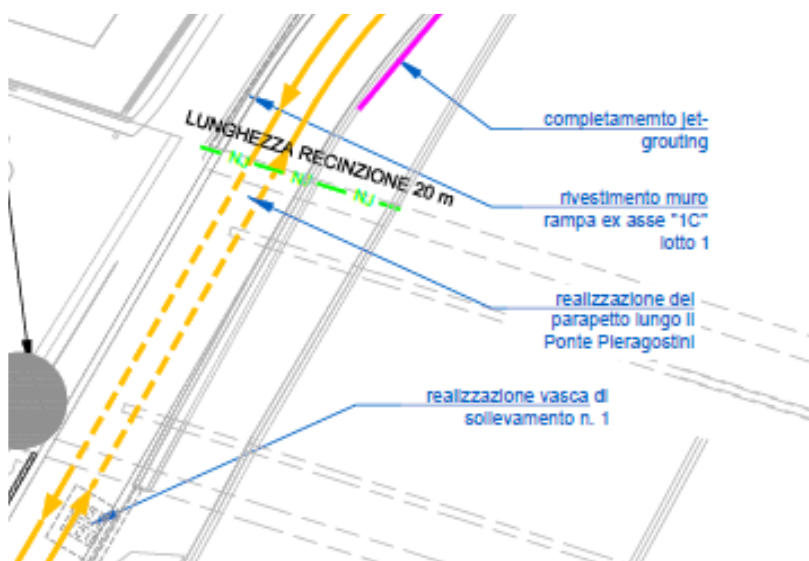 completamemto jet-
grouting
LUNGHEZZA RECINZIONE 20 m
NJ NJ NJ
rivestimento muro
rampa ex asse "1C"
lotto 1
realizzazione del
parapetto lungo il
Ponte Pieragostini
realizzazione vasca di
sollevamento n. 1